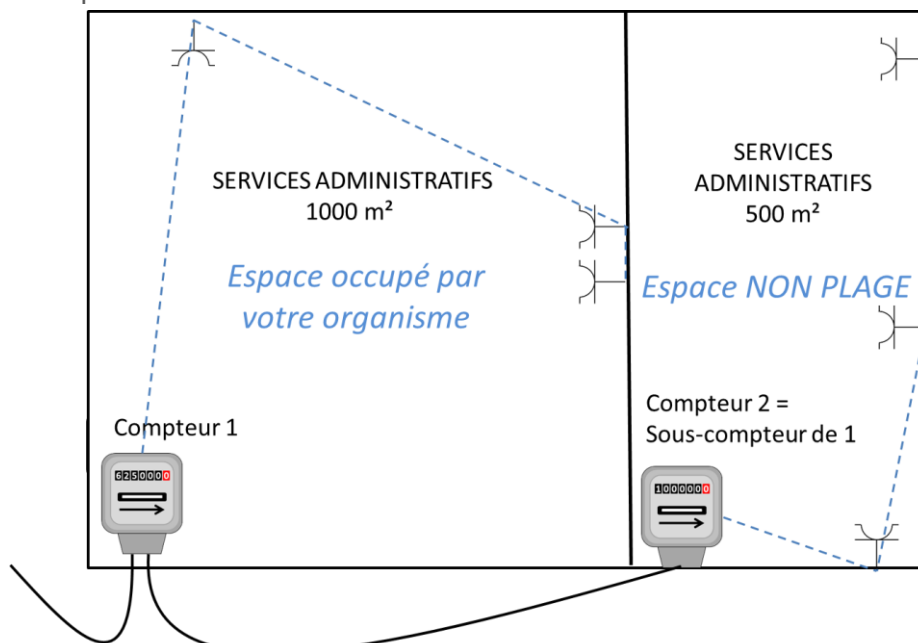 SERVICES ADMINISTRATIFS
1000 m²
Espace occupé par
votre organisme
Compteur 1
6250000
SERVICES
ADMINISTRATIFS
500 m²
Espace NON PLAGE
Compteur 2 =
Sous-compteur de 1
1000000